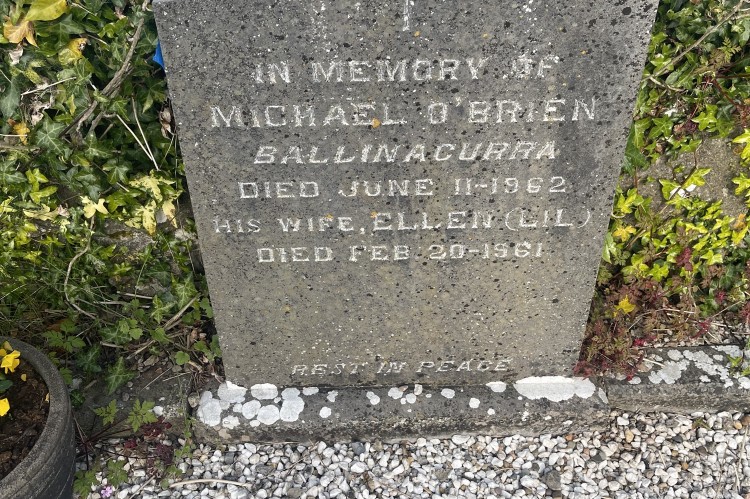 IN MEMORY OF
MICHAEL O'BRIEN
BALLINACURRA
DIED JUNE 11-1962
HIS WIFE, ELLEN (LIL)
DIED FEB 20-1961
REST IN PEACE